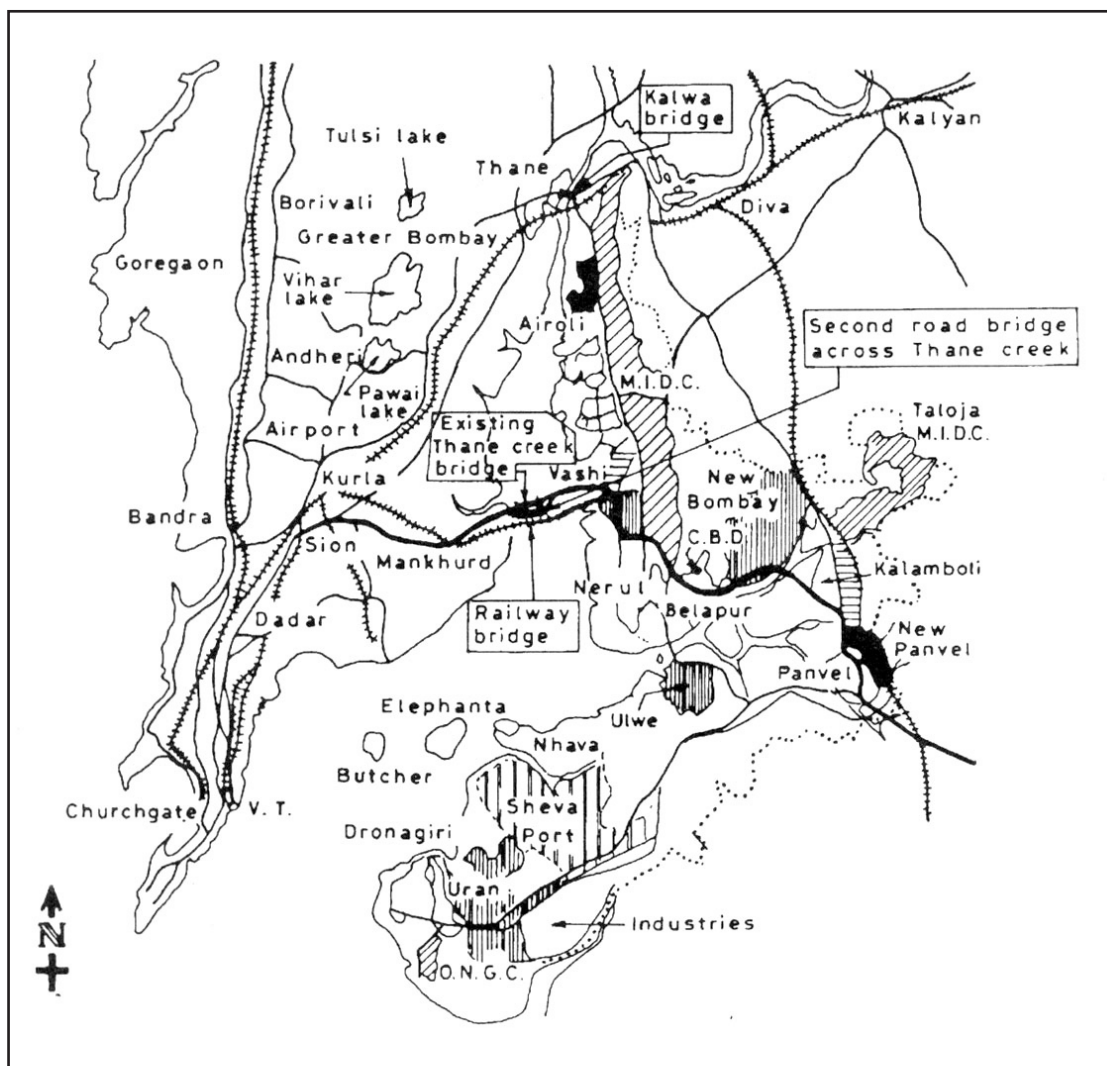 Kalwa
bridge
Kalyan
Tulsi lake
Thane
Borivali
Diva
Greater Bombay
Goregaon
Vihar
lake
Second road bridge
across Thane creek
Airoli
Andheri
M.I.D.C.
Pawai
lake
Taloja
M.I.D.C.
Existing
Thane creek
bridge
Airport
Vashi
New
Bombay
Kurla
Bandra
C.B.D.
Sion
Mankhurd
Kalamboli
Nerul
Belapur
Railway
bridge
Dadar
New
Panvel
Panvel
Ulwe
Elephanta
Nhava
Butcher
Sheva
Port
Churchgate
V. T.
Dronagiri
Uran
Industries
O.N.G.C.
N